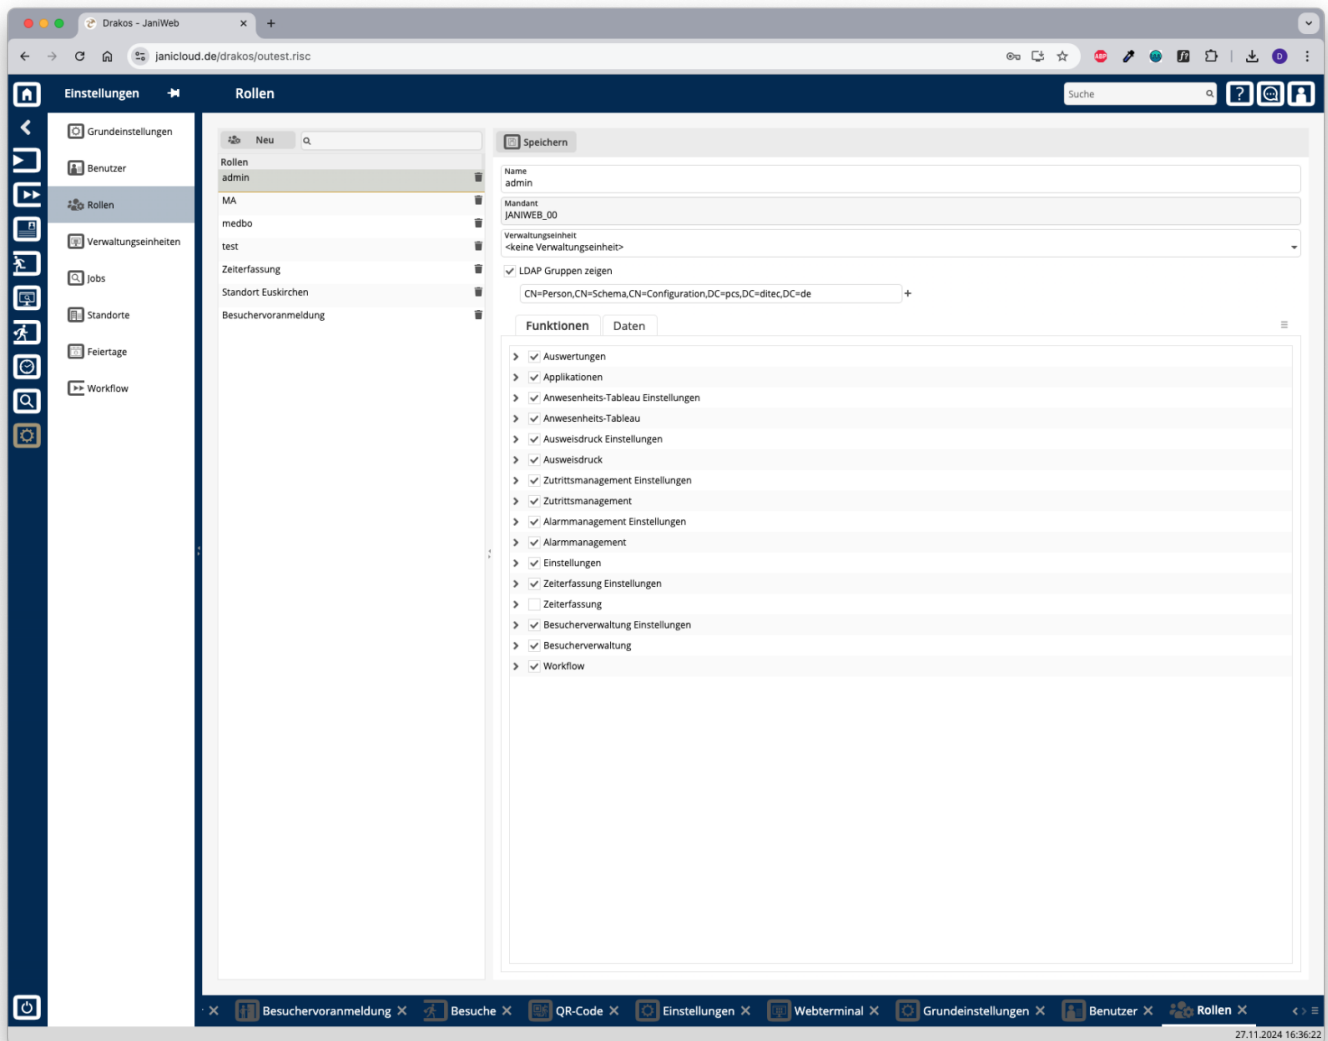 Drakos - JaniWeb
janicloud.de/drakos/outest.risc
ABP
D
Einstellungen
Rollen
Suche
?
Grundeinstellungen
Benutzer
Rollen
Verwaltungseinheiten
Jobs
Standorte
Feiertage
Workflow
Neu
Rollen
admin
MA
medbo
test
Zeiterfassung
Standort Euskirchen
Besuchervoranmeldung
Speichern
Name
admin
Mandant
JANIWEB_00
Verwaltungseinheit
<keine Verwaltungseinheit>
LDAP Gruppen zeigen
CN=Person,CN=Schema,CN=Configuration,DC=pcs,DC=ditec,DC=de
+
Funktionen Daten
Auswertungen
Applikationen
Anwesenheits-Tableau Einstellungen
Anwesenheits-Tableau
Ausweisdruck Einstellungen
Ausweisdruck
Zutrittsmanagement Einstellungen
Zutrittsmanagement
Alarmmanagement Einstellungen
Alarmmanagement
Einstellungen
Zeiterfassung Einstellungen
Zeiterfassung
Besucherverwaltung Einstellungen
Besucherverwaltung
Workflow
Besuchervoranmeldung Besuche QR-Code Einstellungen Webterminal Grundeinstellungen Benutzer Rollen
27.11.2024 16:36:22